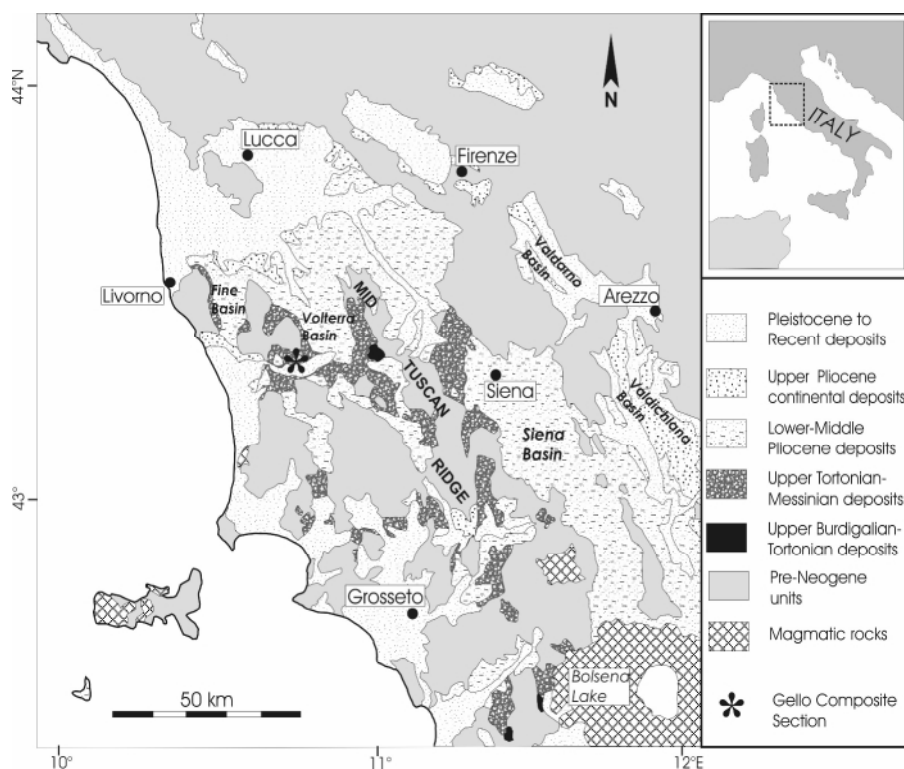 44°N
43°
10°
11°
12°E
N
Lucca
Firenze
Livorno
Fine
Basin
Volterra
Basin
MID
TUSCAN
RIDGE
Valdarno
Basin
Arezzo
Siena
Siena
Basin
Valdichiana
Basin
Grosseto
Bolsena
Lake
50 km
ITALY
Pleistocene to
Recent deposits
Upper Pliocene
continental deposits
Lower-Middle
Pliocene deposits
Upper Tortonian-
Messinian deposits
Upper Burdigalian-
Tortonian deposits
Pre-Neogene
units
Magmatic rocks
Gello Composite
Section